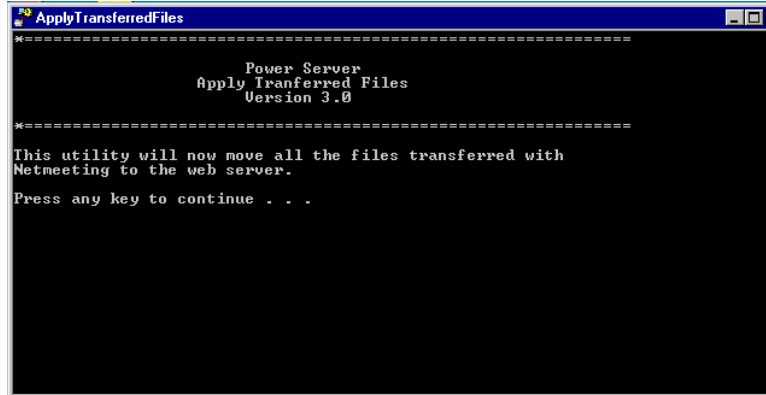 ApplyTransferredFiles
*===============================================================
Power Server
Apply Tranferred Files
Version 3.0
*===============================================================
This utility will now move all the files transferred with
Netmeeting to the web server.
Press any key to continue . . .